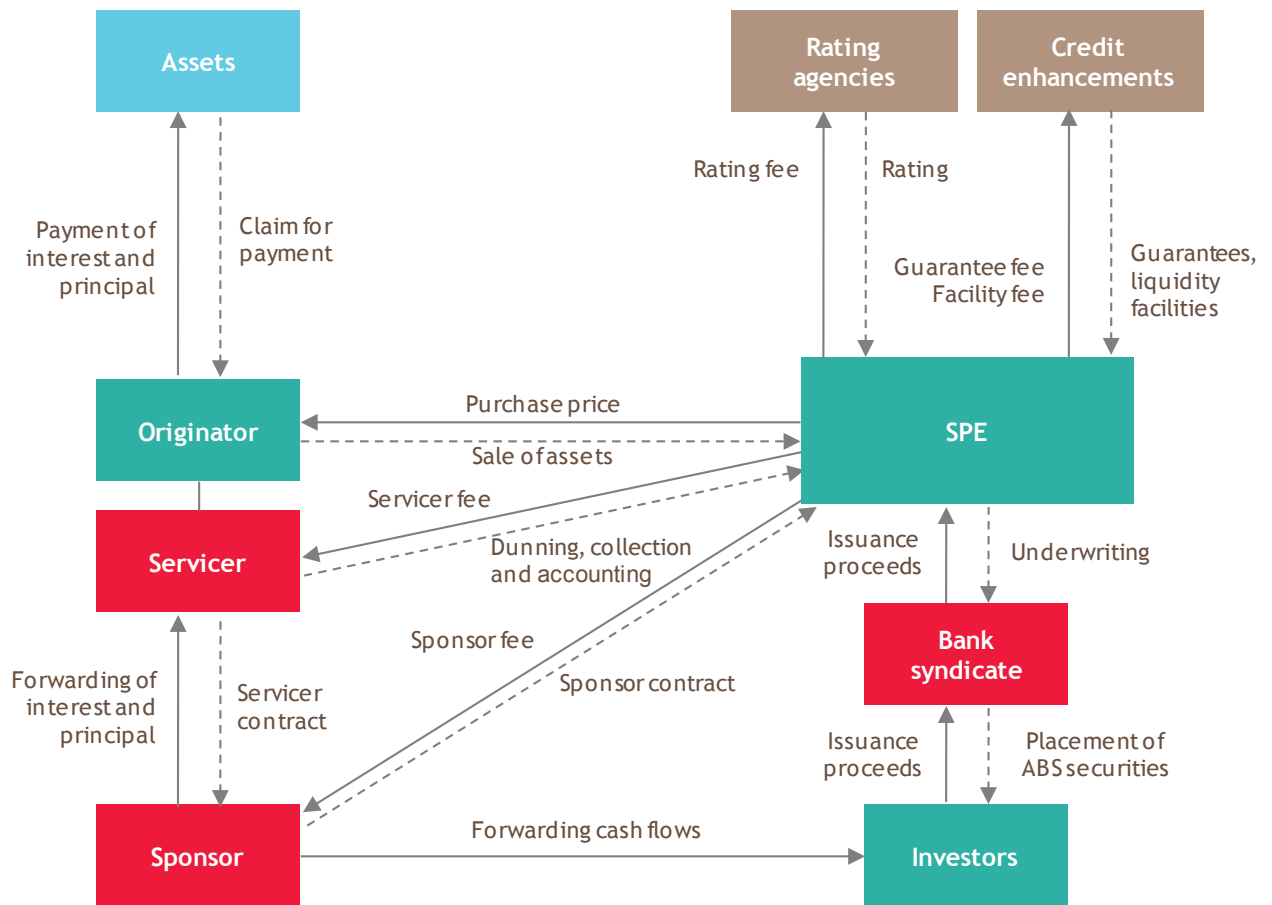 Assets
Rating
agencies
Credit
enhancements
Rating fee
Rating
Payment of
interest and
principal
Claim for
payment
Guarantee fee
Facility fee
Guarantees,
liquidity
facilities
Originator
Purchase price
Sale of assets
SPE
Servicer fee
Servicer
Dunning, collection
and accounting
Issuance
proceeds
Underwriting
Bank
syndicate
Sponsor fee
Sponsor contract
Forwarding of
interest and
principal
Servicer
contract
Issuance
proceeds
Placement of
ABS securities
Sponsor
Forwarding cash flows
Investors